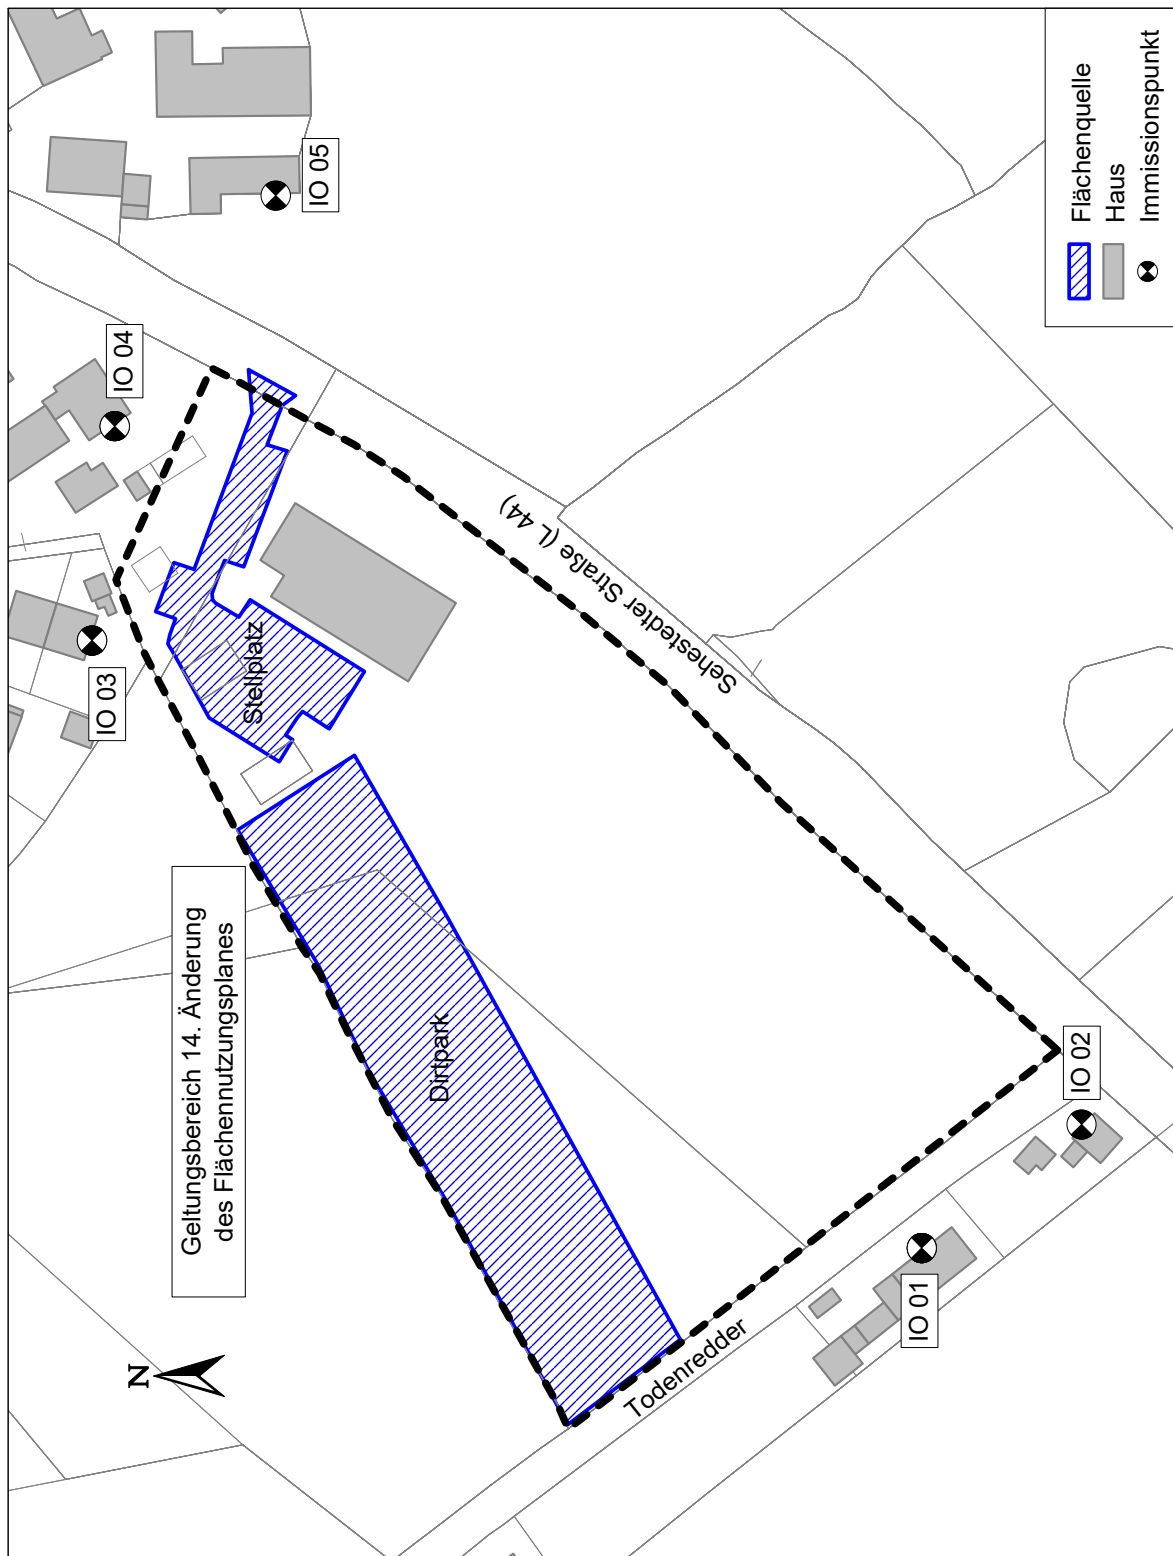 N
Geltungsbereich 14. Änderung
des Flächennutzungsplanes
IO 03
IO 04
IO 05
Stellplatz
Dirtpark
Sehestedter Straße (L 44)
Todenredder
IO 01
IO 02
Flächenquelle
Haus
Immissionspunkt